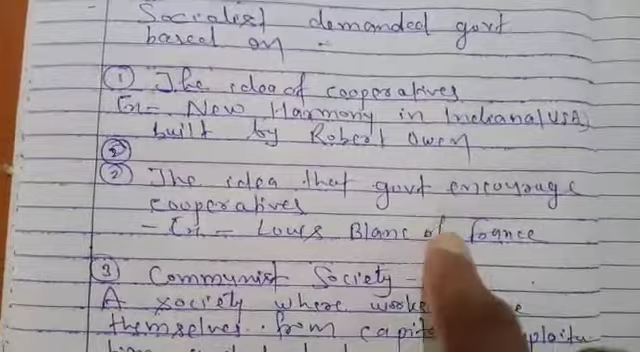 - Socialist demanded govt
based on -
① The idea of cooperatives
Ex- New Harmony in Indiana (USA)
built by Robert Owen
②
② The idea that govt encourage
cooperatives
- Ex - Louis Blanc of france
③ Communist Society -
A society where
themselves from